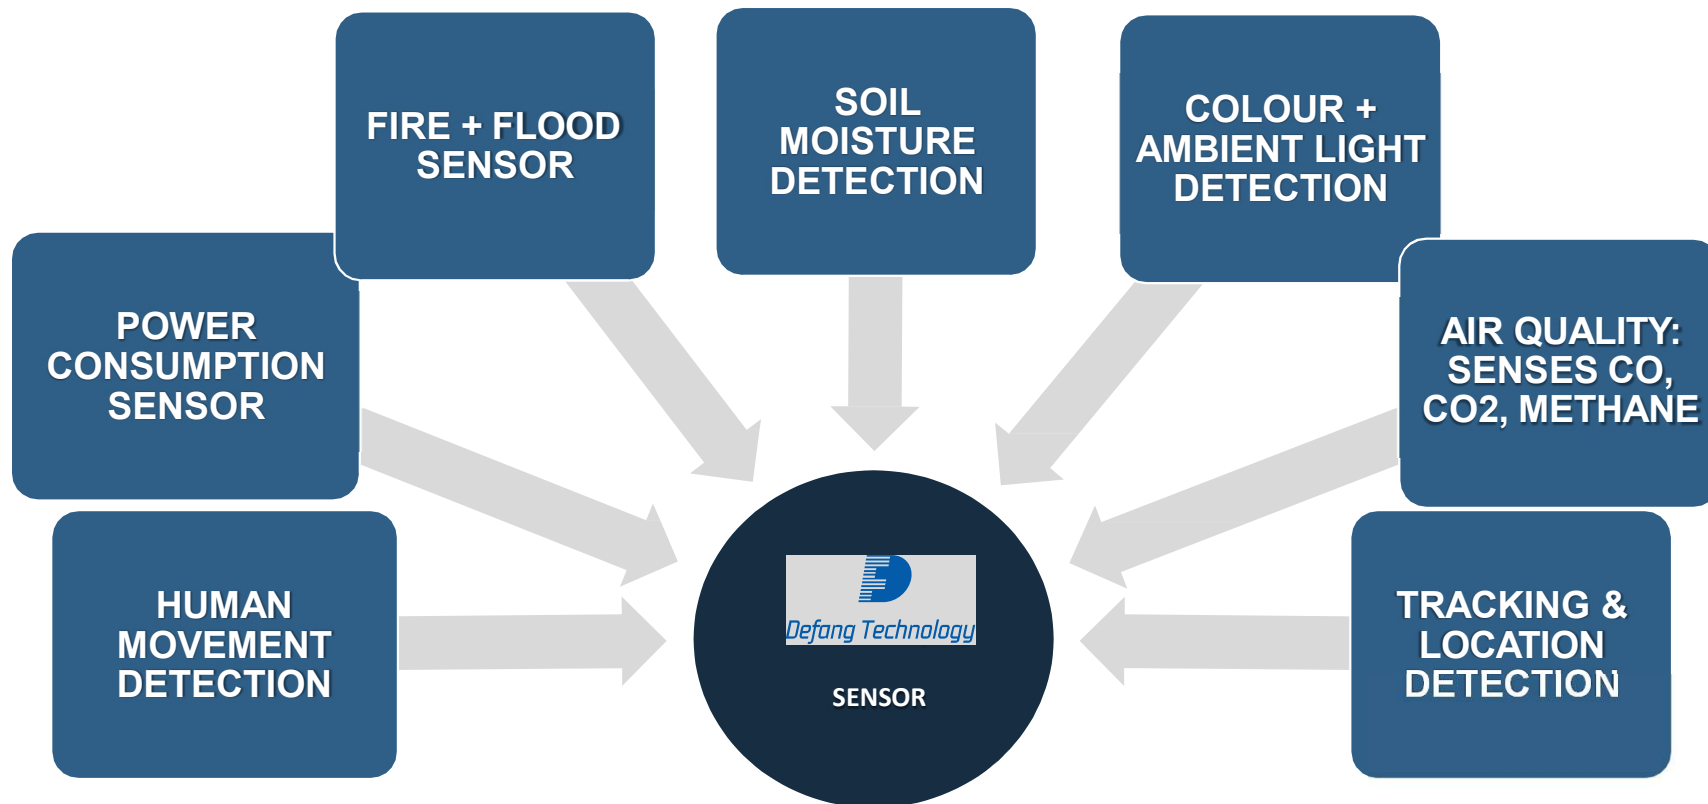 FIRE + FLOOD
SENSOR
SOIL
MOISTURE
DETECTION
COLOUR +
AMBIENT LIGHT
DETECTION
POWER
CONSUMPTION
SENSOR
AIR QUALITY:
SENSES CO,
CO2, METHANE
HUMAN
MOVEMENT
DETECTION
Defang Technology
SENSOR
TRACKING &
LOCATION
DETECTION